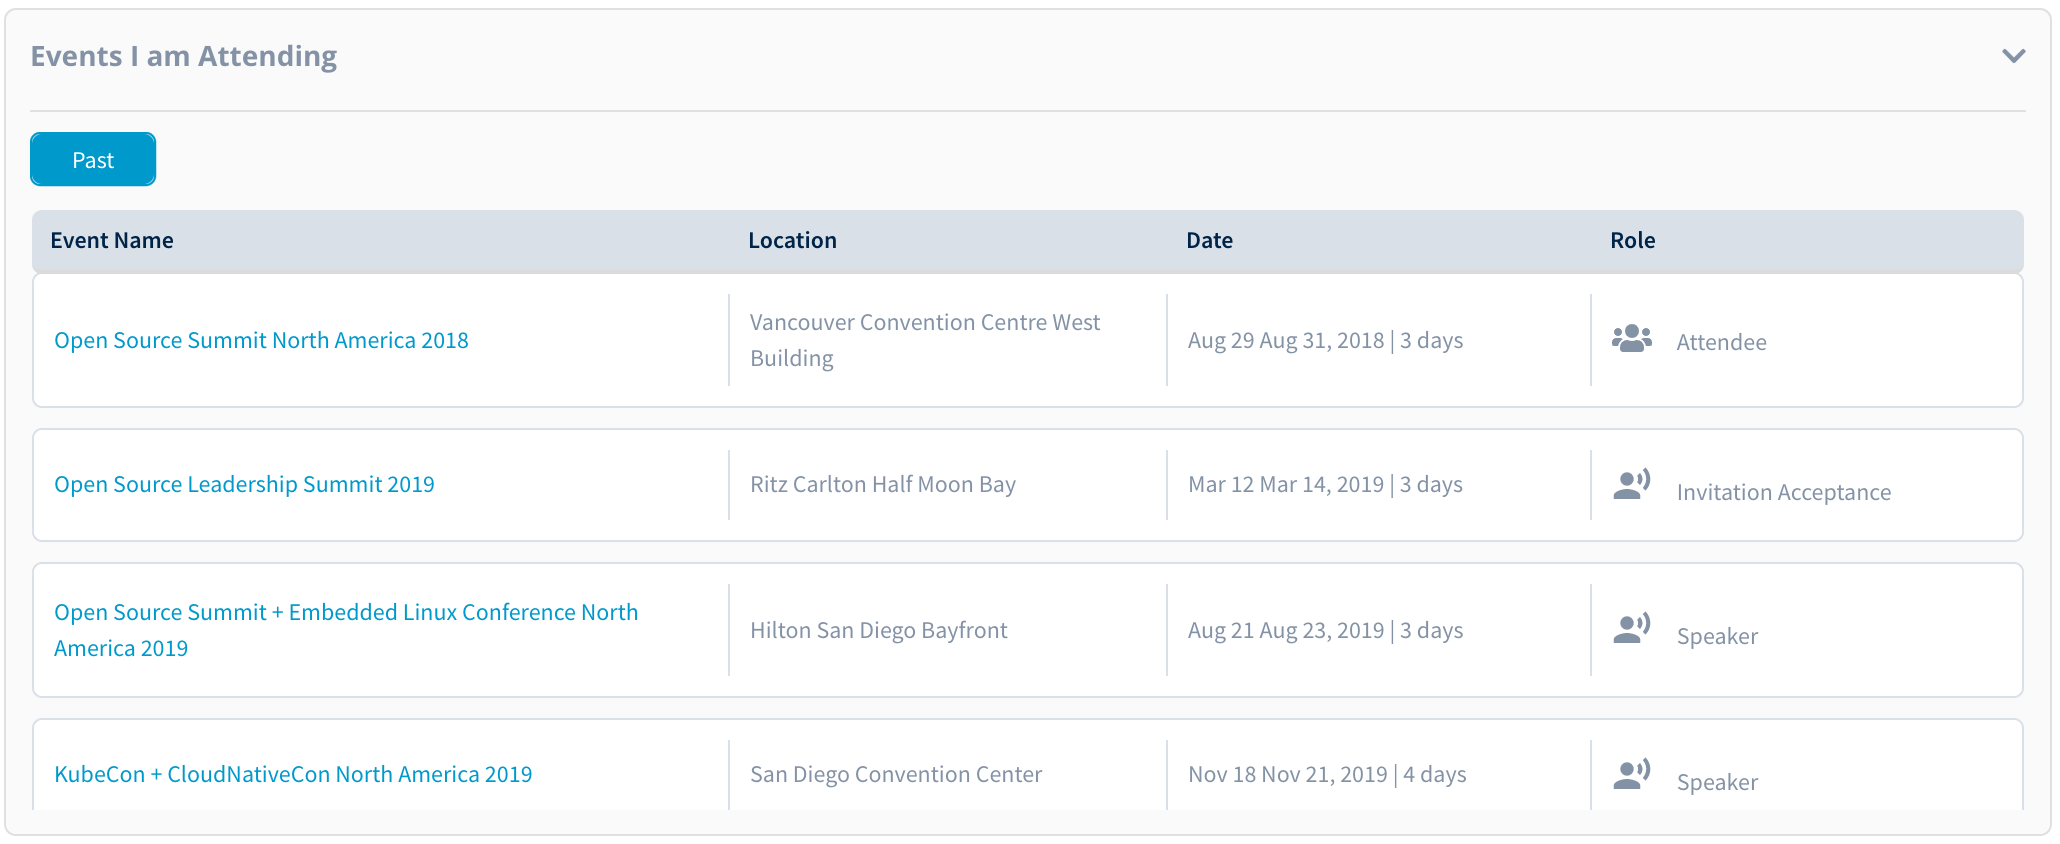 Events I am Attending
Past
Event Name Location Date Role
Open Source Summit North America 2018
Vancouver Convention Centre West
Building
Aug 29 Aug 31, 2018 | 3 days
Attendee
Open Source Leadership Summit 2019
Ritz Carlton Half Moon Bay
Mar 12 Mar 14, 2019 | 3 days
Invitation Acceptance
Open Source Summit + Embedded Linux Conference North
America 2019
Hilton San Diego Bayfront
Aug 21 Aug 23, 2019 | 3 days
Speaker
KubeCon + CloudNativeCon North America 2019
San Diego Convention Center
Nov 18 Nov 21, 2019 | 4 days
Speaker